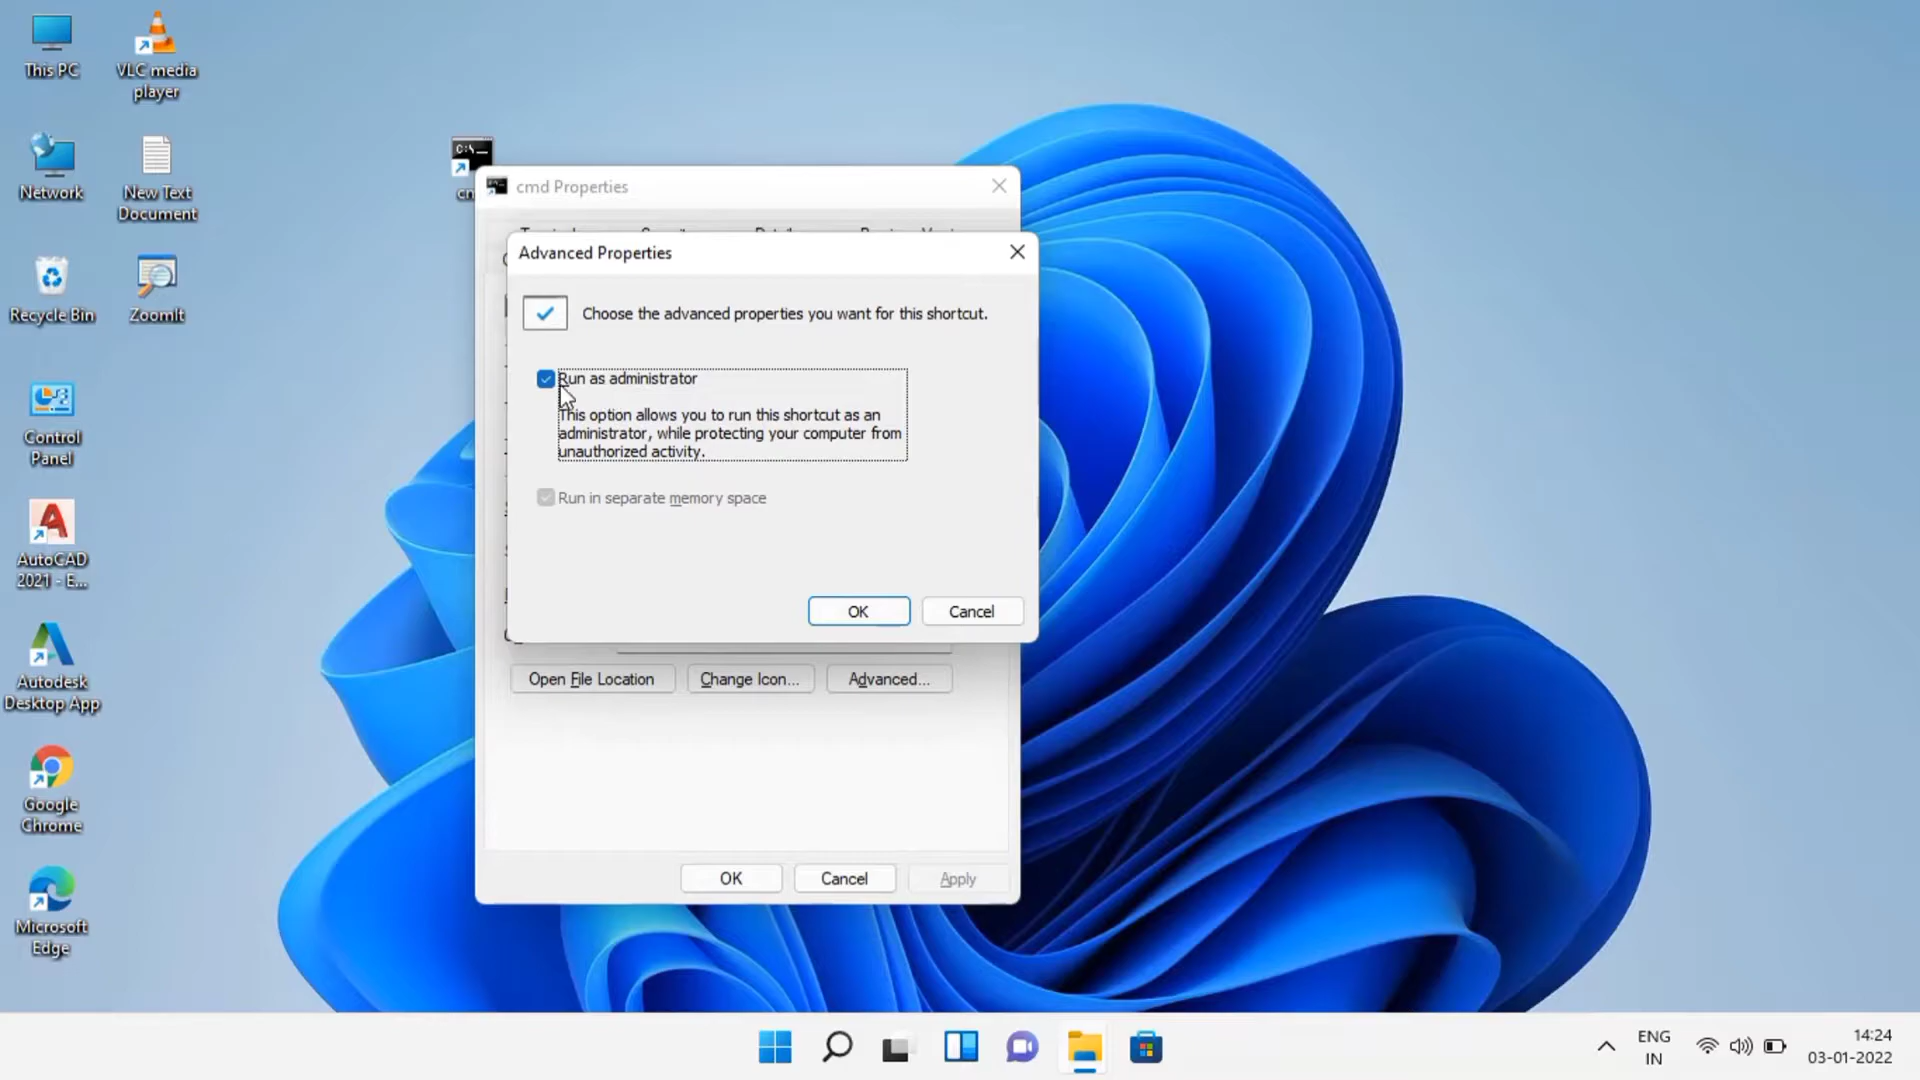 This PC
VLC media
player
Network
New Text
Document
Recycle Bin
ZoomIt
Control
Panel
AutoCAD
2021 - E...
Autodesk
Desktop App
Google
Chrome
Microsoft
Edge
C:\_
cmd Properties
Advanced Properties
Choose the advanced properties you want for this shortcut.
Run as administrator
This option allows you to run this shortcut as an
administrator, while protecting your computer from
unauthorized activity.
Run in separate memory space
OK
Cancel
Open File Location
Change Icon...
Advanced...
OK
Cancel
Apply
ENG
IN
14:24
03-01-2022